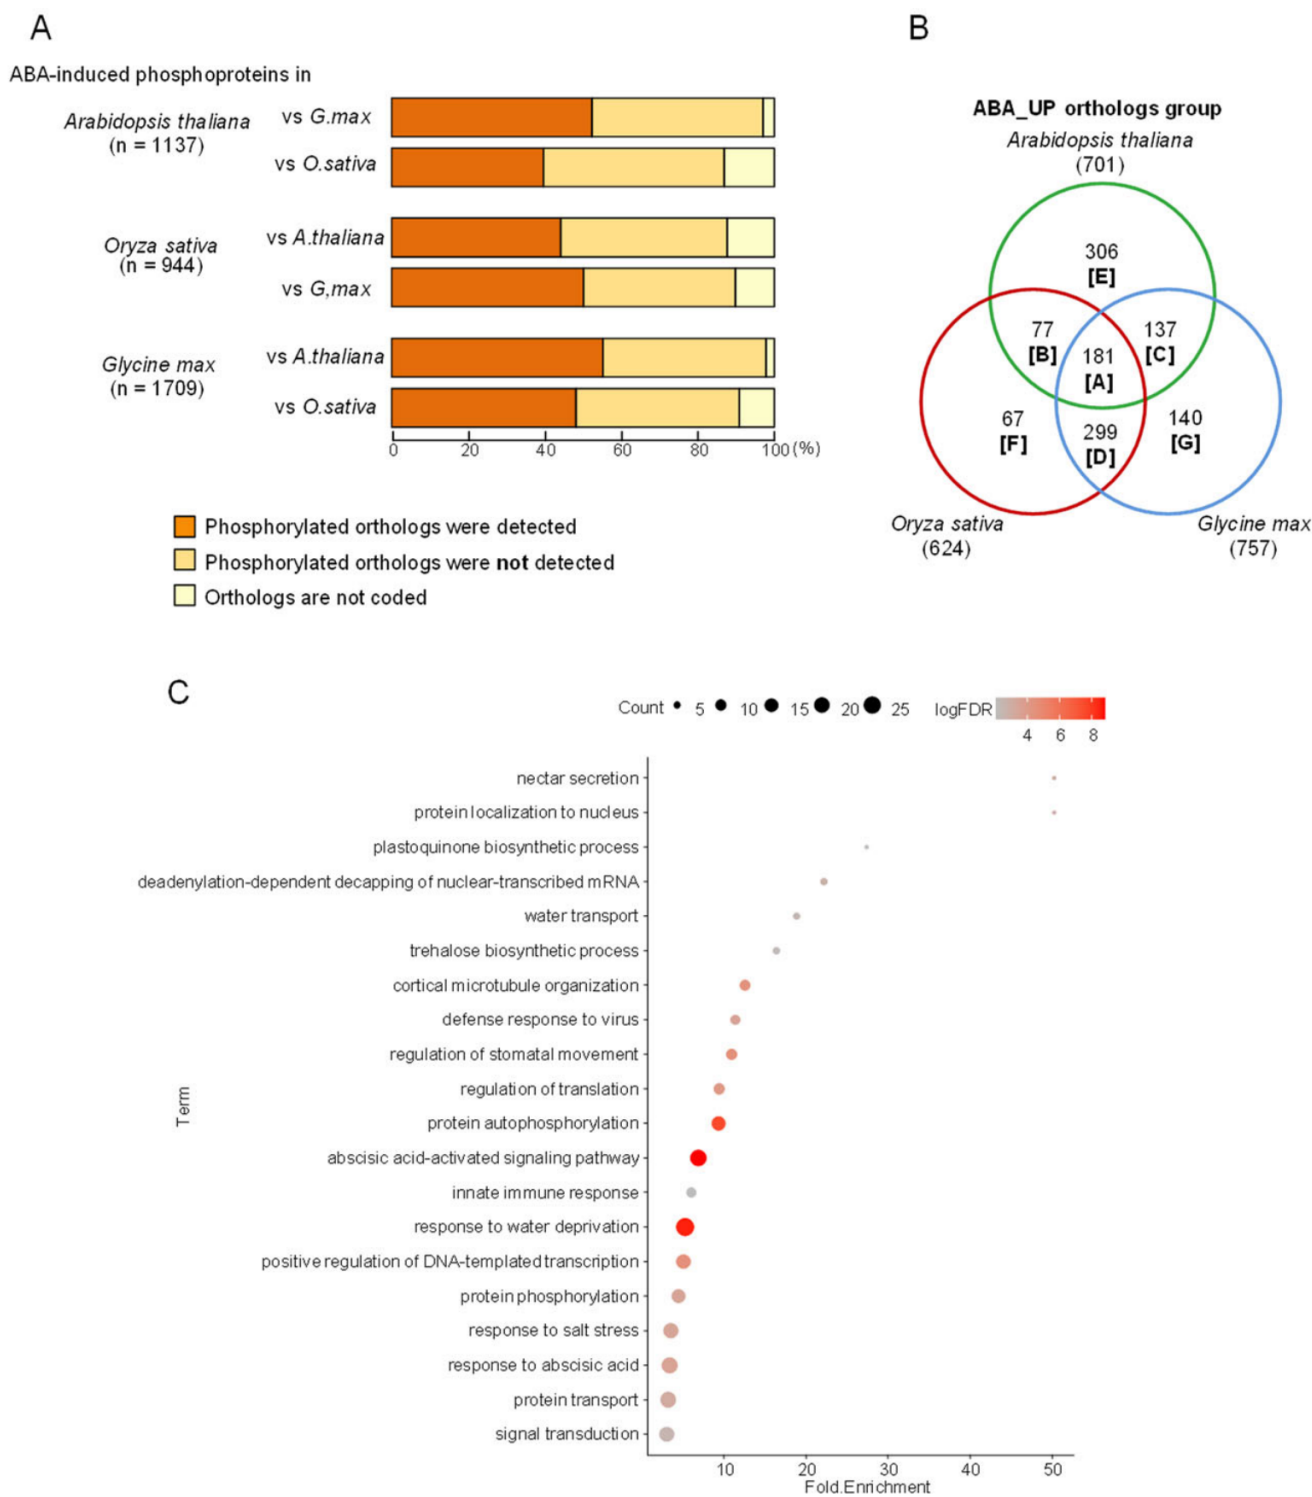 A
ABA-induced phosphoproteins in
Arabidopsis thaliana
(n = 1137)
vs G.max
vs O.sativa
Oryza sativa
(n = 944)
vs A.thaliana
vs G,max
Glycine max
(n = 1709)
vs A.thaliana
vs O.sativa
0 20 40 60 80 100 (%)
Phosphorylated orthologs were detected
Phosphorylated orthologs were not detected
Orthologs are not coded
B
ABA_UP orthologs group
Arabidopsis thaliana
(701)
306
[E]
77
[B]
137
[C]
181
[A]
67
[F]
299
[D]
140
[G]
Oryza sativa
(624)
Glycine max
(757)
C
Count 5 10 15 20 25
logFDR
4 6 8
Term
nectar secretion
protein localization to nucleus
plastoquinone biosynthetic process
deadenylation-dependent decapping of nuclear-transcribed mRNA
water transport
trehalose biosynthetic process
cortical microtubule organization
defense response to virus
regulation of stomatal movement
regulation of translation
protein autophosphorylation
abscisic acid-activated signaling pathway
innate immune response
response to water deprivation
positive regulation of DNA-templated transcription
protein phosphorylation
response to salt stress
response to abscisic acid
protein transport
signal transduction
10 20 30 40 50
Fold.Enrichment